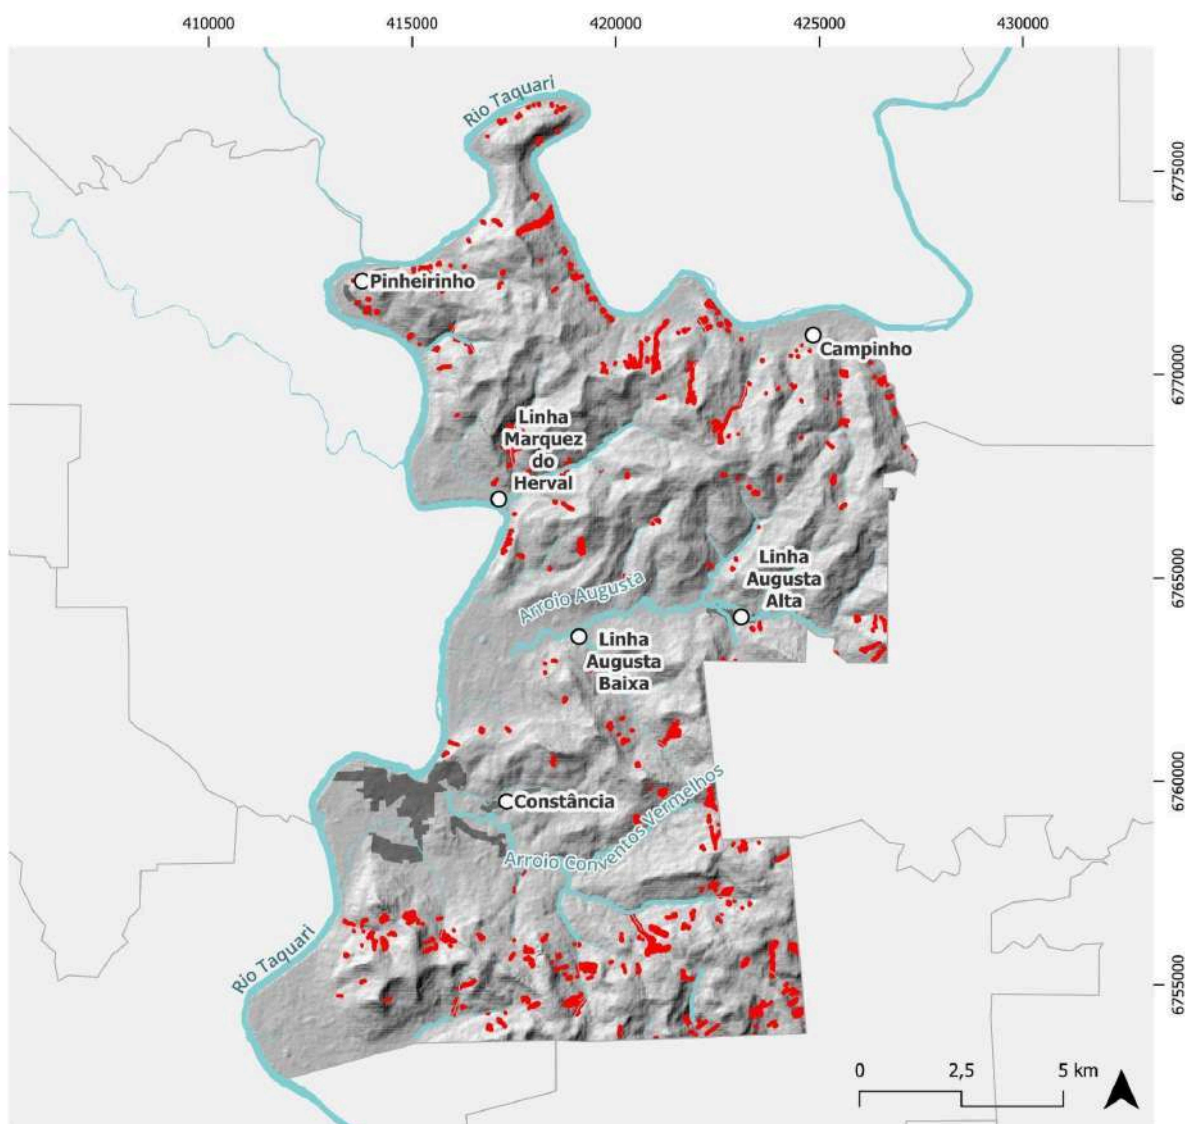 410000
415000
420000
425000
430000
Rio Taquari
6775000
Pinheirinho
Campinho
6770000
Linha
Marquez
do
Herval
Linha
Augusta
Alta
6765000
Arroio Augusta
Linha
Augusta
Baixa
6760000
Constância
Arroio Conventos Vermelhos
Rio Taquari
6755000
0
2,5
5 km